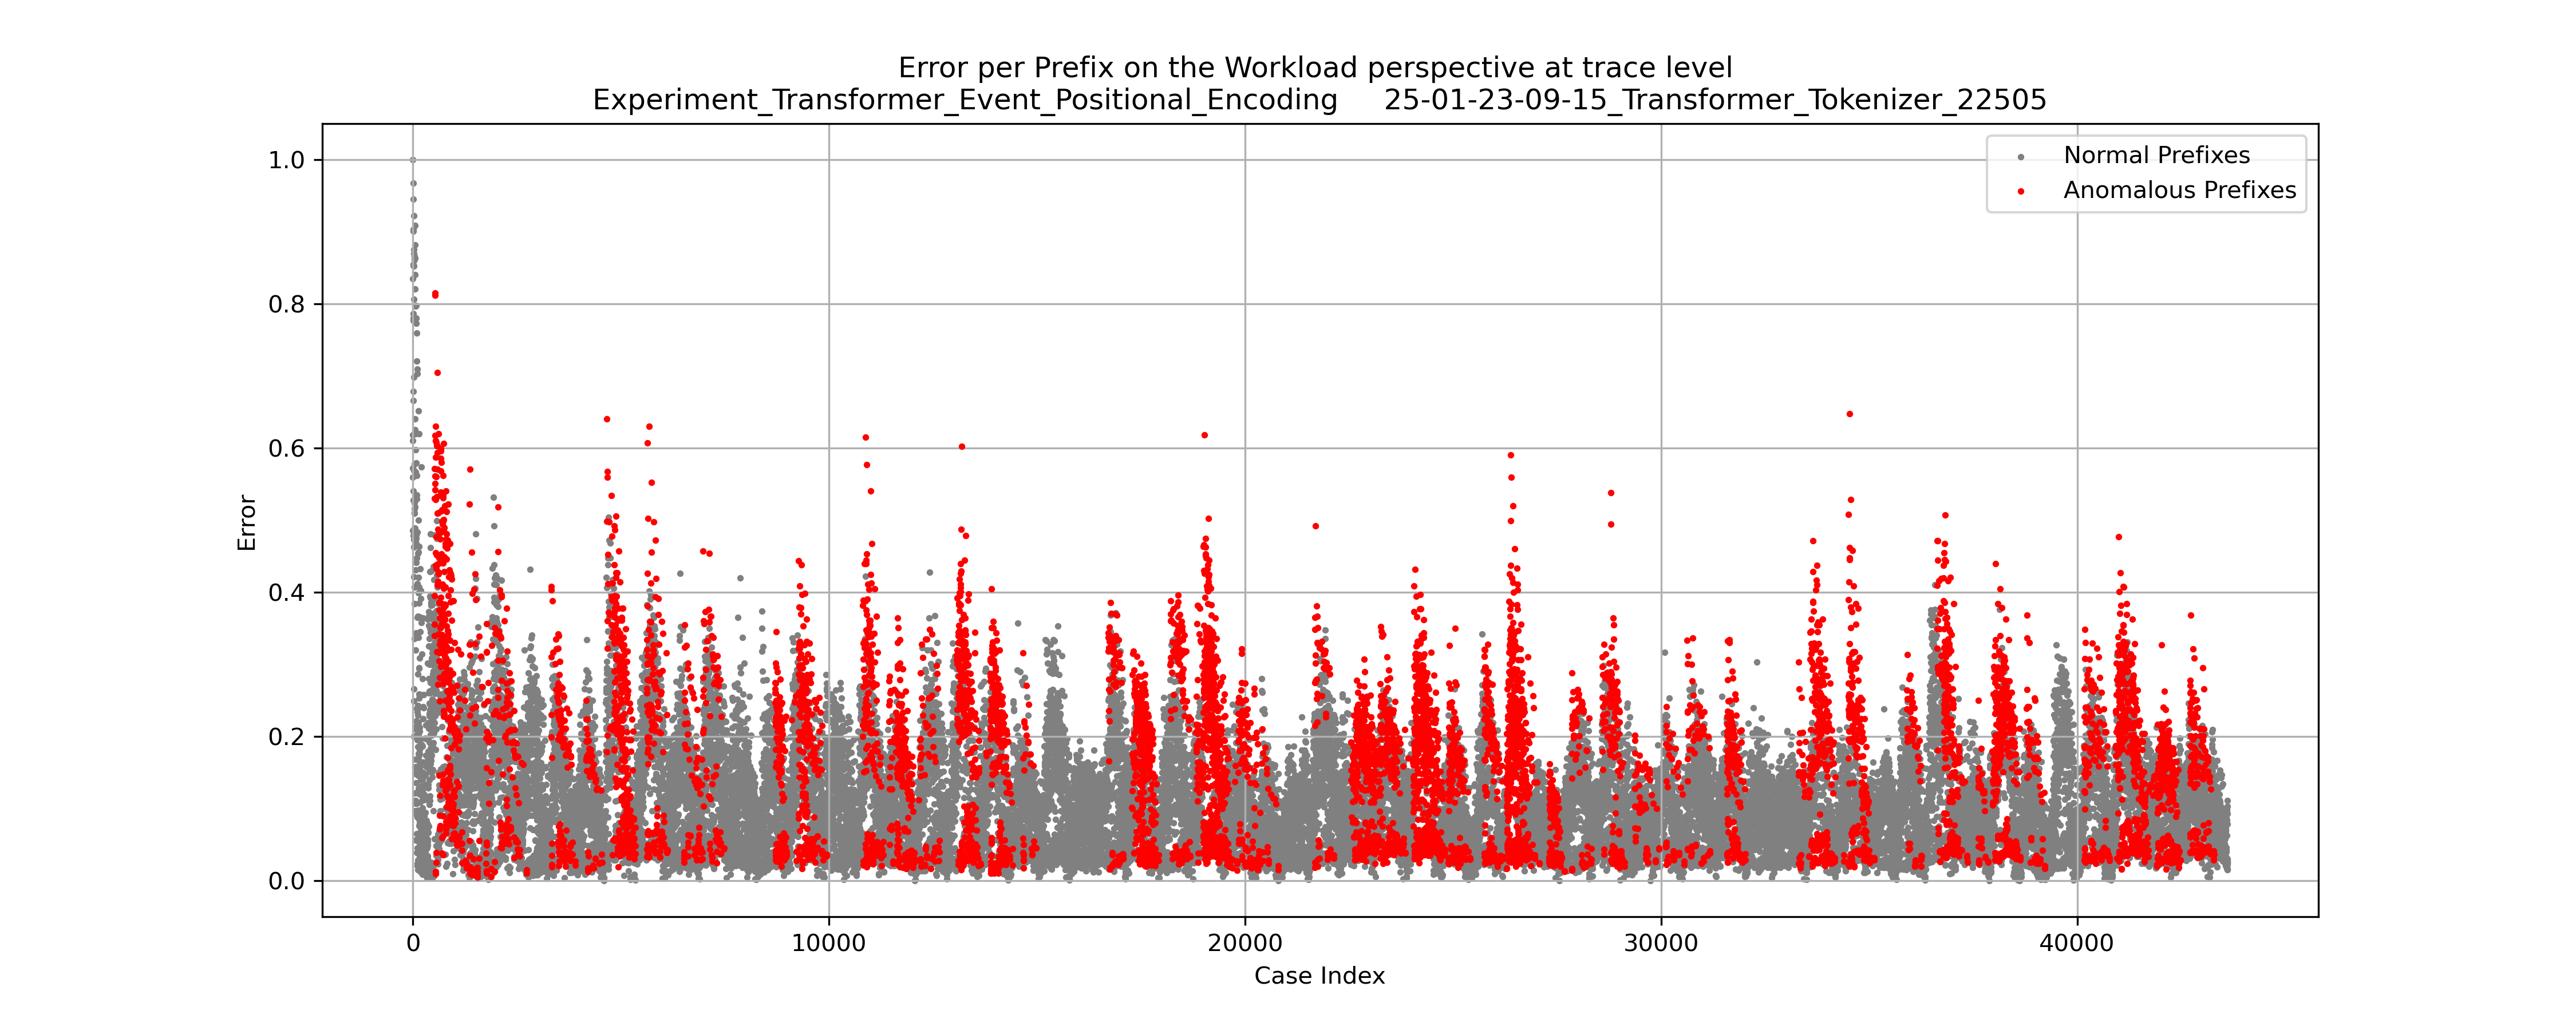 Error per Prefix on the Workload perspective at trace level
Experiment_Transformer_Event_Positional_Encoding 25-01-23-09-15_Transformer_Tokenizer_22505
Normal Prefixes
Anomalous Prefixes
1.0
0.8
0.6
0.4
0.2
0.0
Error
0 10000 20000 30000 40000
Case Index